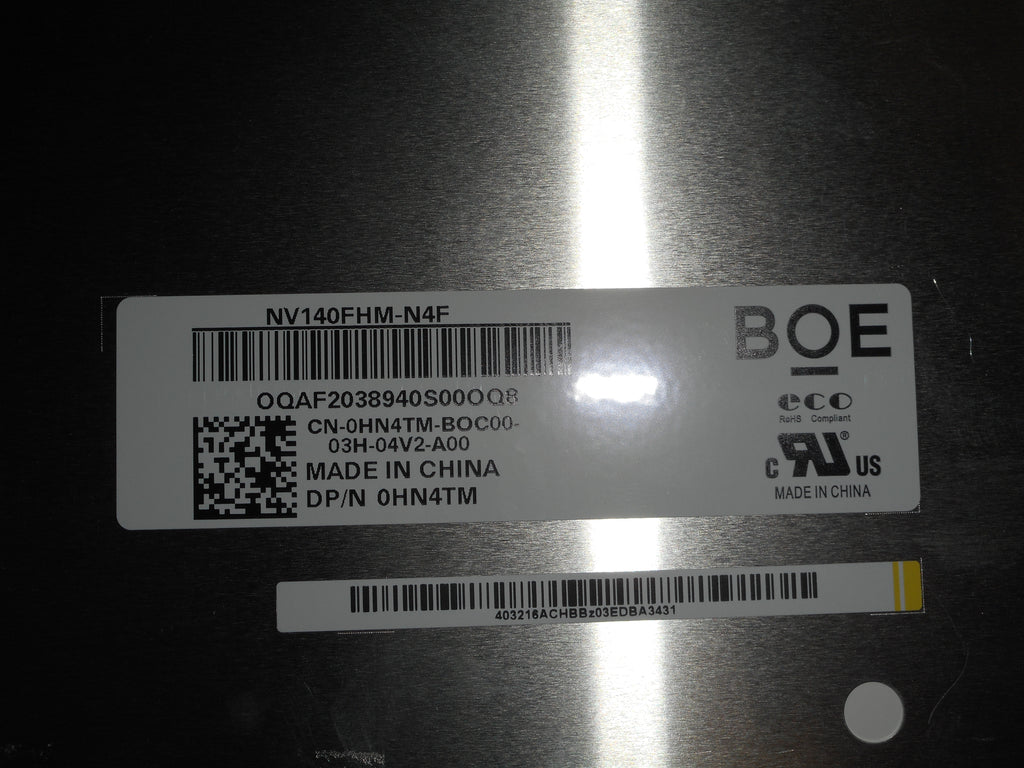 NV140FHM-N4F
BOE
OQAF2038940S00OQ8
eco
RoHS Compliant
CN-0HN4TM-BOC00-
03H-04V2-A00
MADE IN CHINA
DP/N 0HN4TM
C RU ® US
MADE IN CHINA
403216ACHBBz03EDBA3431